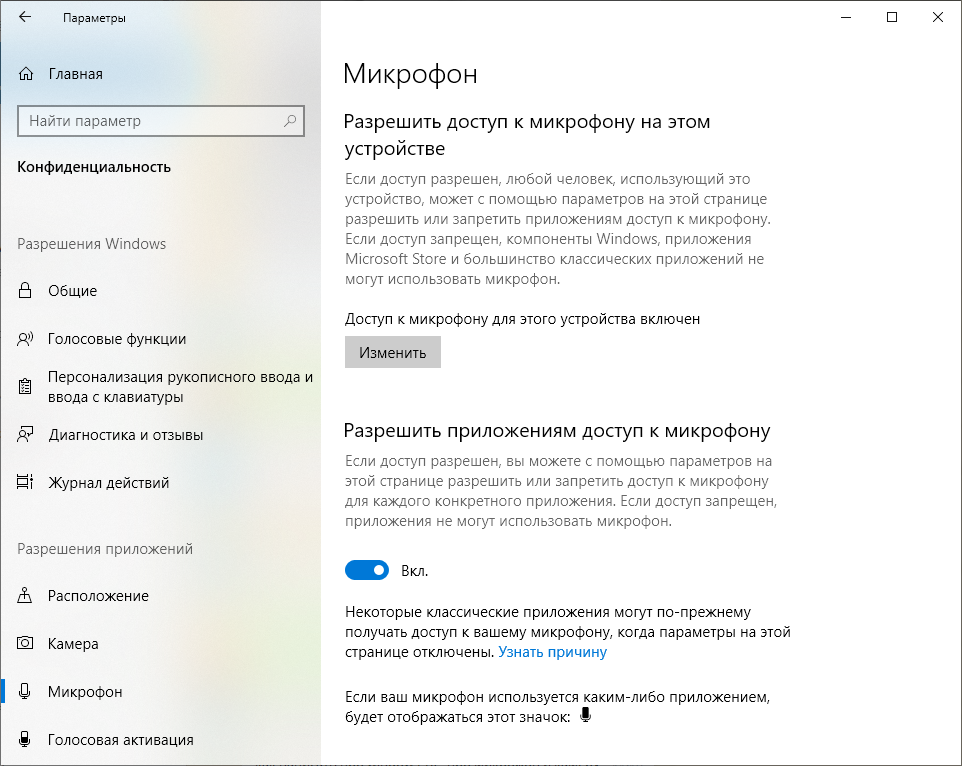 Параметры
Главная
Найти параметр
Конфиденциальность
Разрешения Windows
Общие
Голосовые функции
Персонализация рукописного ввода и
ввода с клавиатуры
Диагностика и отзывы
Журнал действий
Разрешения приложений
Расположение
Камера
Микрофон
Голосовая активация
Микрофон
Разрешить доступ к микрофону на этом
устройстве
Если доступ разрешен, любой человек, использующий это
устройство, может с помощью параметров на этой странице
разрешить или запретить приложениям доступ к микрофону.
Если доступ запрещен, компоненты Windows, приложения
Microsoft Store и большинство классических приложений не
могут использовать микрофон.
Доступ к микрофону для этого устройства включен
Изменить
Разрешить приложениям доступ к микрофону
Если доступ разрешен, вы можете с помощью параметров на
этой странице разрешить или запретить доступ к микрофону
для каждого конкретного приложения. Если доступ запрещен,
приложения не могут использовать микрофон.
Вкл.
Некоторые классические приложения могут по-прежнему
получать доступ к вашему микрофону, когда параметры на этой
странице отключены. Узнать причину
Если ваш микрофон используется каким-либо приложением,
будет отображаться этот значок: